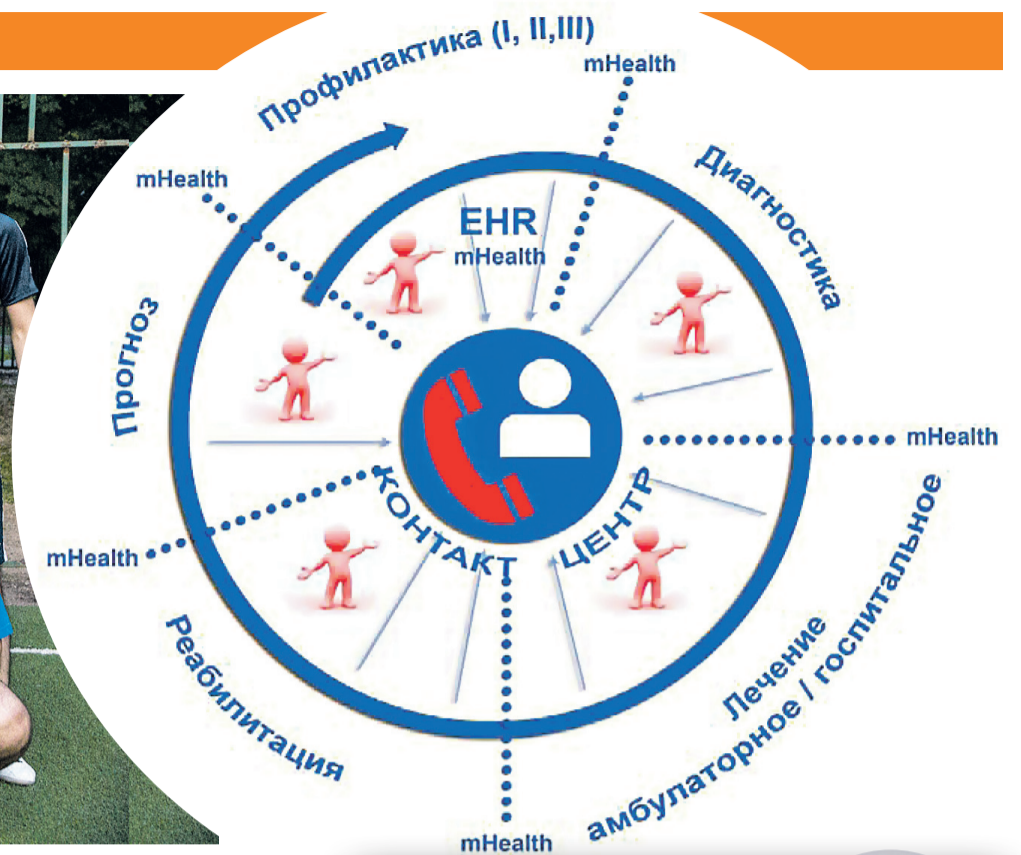 Профилактика (I, II,III)
mHealth
Диагностика
mHealth
Лечение
амбулаторное / госпитальное
mHealth
Реабилитация
mHealth
Прогноз
mHealth
EHR
mHealth
КОНТАКТ ЦЕНТР